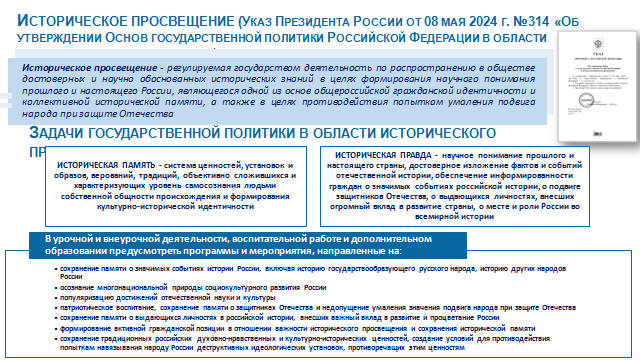 ИСТОРИЧЕСКОЕ ПРОСВЕЩЕНИЕ (УКАЗ ПРЕЗИДЕНТА РОССИИ ОТ 08 МАЯ 2024 Г. №314 «ОБ
УТВЕРЖДЕНИИ ОСНОВ ГОСУДАРСТВЕННОЙ ПОЛИТИКИ РОССИЙСКОЙ ФЕДЕРАЦИИ В ОБЛАСТИ
Историческое просвещение - регулируемая государством деятельность по распространению в обществе
достоверных и научно обоснованных исторических знаний в целях формирования научного понимания
прошлого и настоящего России, являющегося одной из основ общероссийской гражданской идентичности и
коллективной исторической памяти, а также в целях противодействия попыткам умаления подвига
народа при защите Отечества
УКАЗ
ЗАДАЧИ ГОСУДАРСТВЕННОЙ ПОЛИТИКИ В ОБЛАСТИ ИСТОРИЧЕСКОГО
ИСТОРИЧЕСКАЯ ПАМЯТЬ - система ценностей, установок и
образов, верований, традиций, объективно сложившихся и
характеризующих уровень самосознания людьми
собственной общности происхождения и формирования
культурно-исторической идентичности
ИСТОРИЧЕСКАЯ ПРАВДА - научное понимание прошлого и
настоящего страны, достоверное изложение фактов и событий
отечественной истории, обеспечение информированности
граждан о значимых событиях российской истории, о подвиге
защитников Отечества, о выдающихся личностях, внесших
огромный вклад в развитие страны, о месте и роли России во
всемирной истории
В урочной и внеурочной деятельности, воспитательной работе и дополнительном
образовании предусмотреть программы и мероприятия, направленные на:
• сохранение памяти о значимых событиях истории России, включая историю государствообразующего русского народа, историю других народов
России
• осознание многонациональной природы социокультурного развития России
• популяризацию достижений отечественной науки и культуры
• патриотическое воспитание, сохранение памяти о защитниках Отечества и недопущение умаления значения подвига народа при защите Отечества
• сохранение памяти о выдающихся личностях в российской истории, внесших важный вклад в развитие и процветание России
• формирование активной гражданской позиции в отношении важности исторического просвещения и сохранения исторической памяти
• сохранение традиционных российских духовно-нравственных и культурно-исторических ценностей, создание условий для противодействия
попыткам навязывания народу России деструктивных идеологических установок, противоречащих этим ценностям